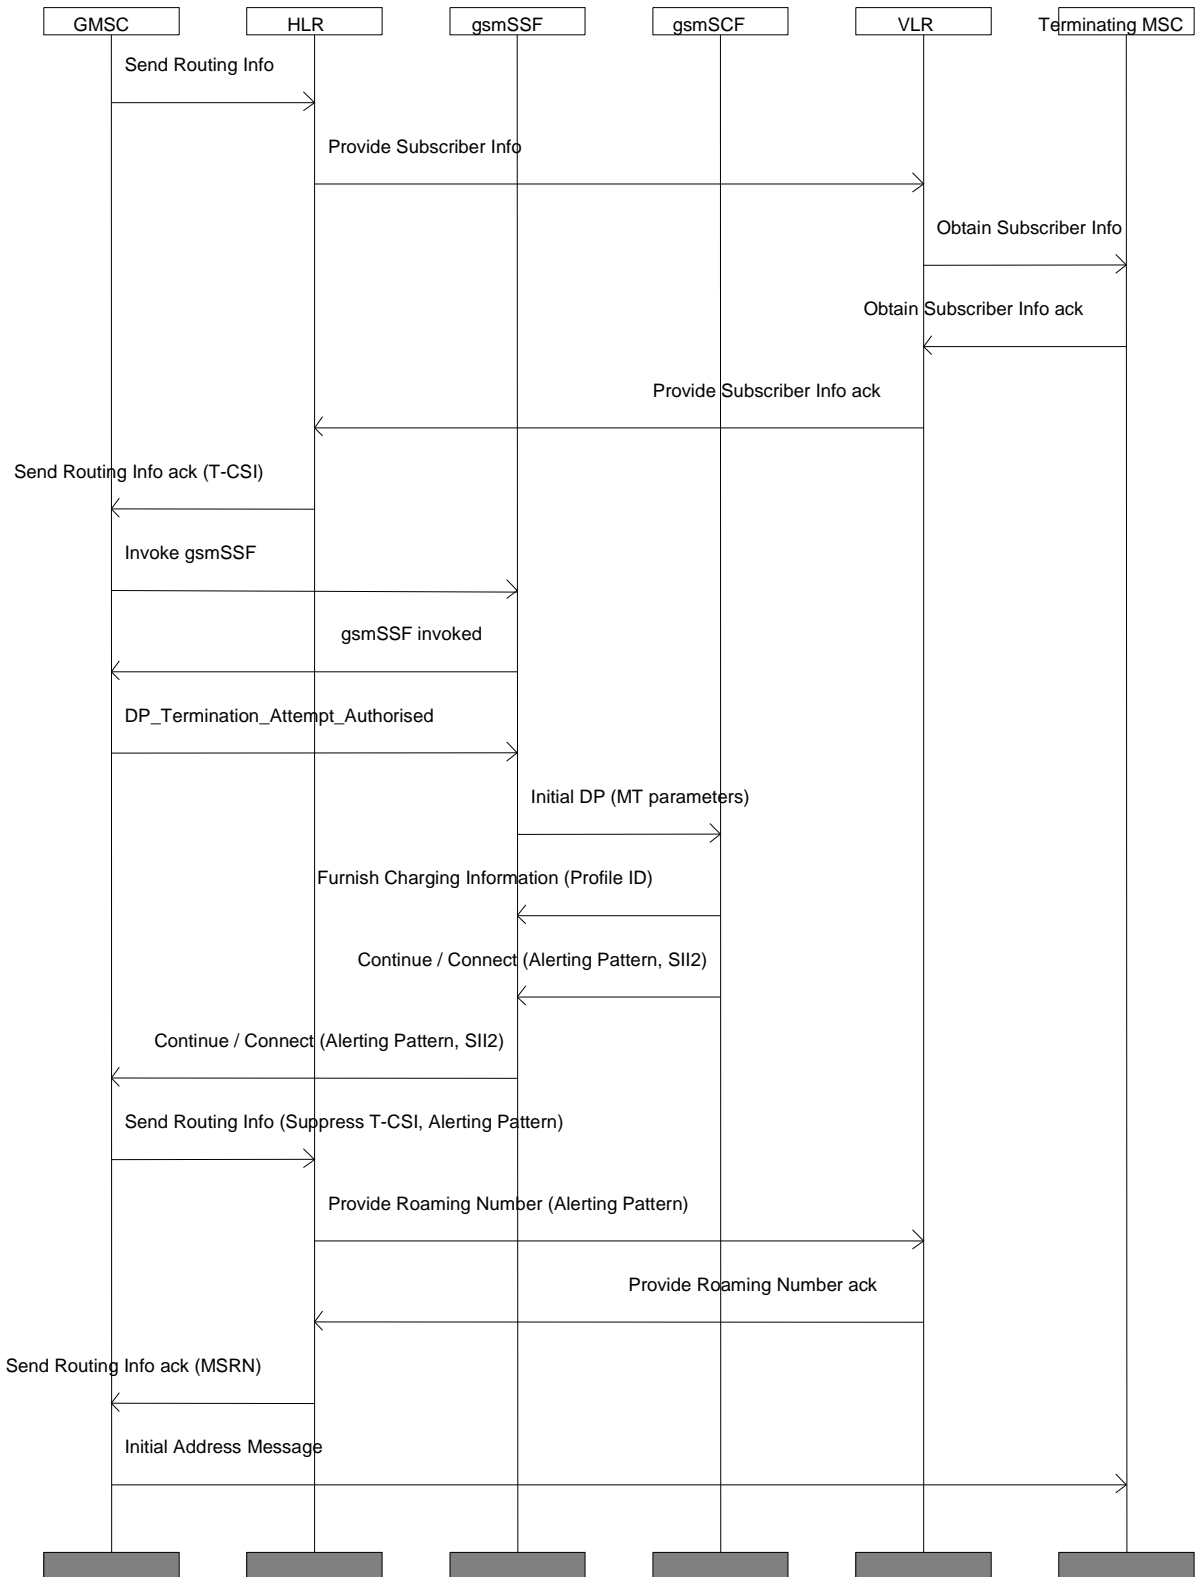 GMSC HLR gsmSSF gsmSCF VLR Terminating MSC
Send Routing Info
Provide Subscriber Info
Obtain Subscriber Info
Obtain Subscriber Info ack
Provide Subscriber Info ack
Send Routing Info ack (T-CSI)
Invoke gsmSSF
gsmSSF invoked
DP_Termination_Attempt_Authorised
Initial DP (MT parameters)
Furnish Charging Information (Profile ID)
Continue / Connect (Alerting Pattern, SII2)
Continue / Connect (Alerting Pattern, SII2)
Send Routing Info (Suppress T-CSI, Alerting Pattern)
Provide Roaming Number (Alerting Pattern)
Provide Roaming Number ack
Send Routing Info ack (MSRN)
Initial Address Message